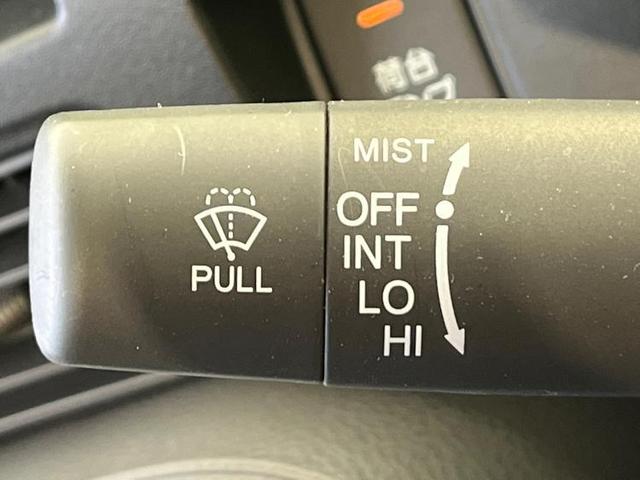 荷台
MIST
OFF
INT
LO
HI
PULL